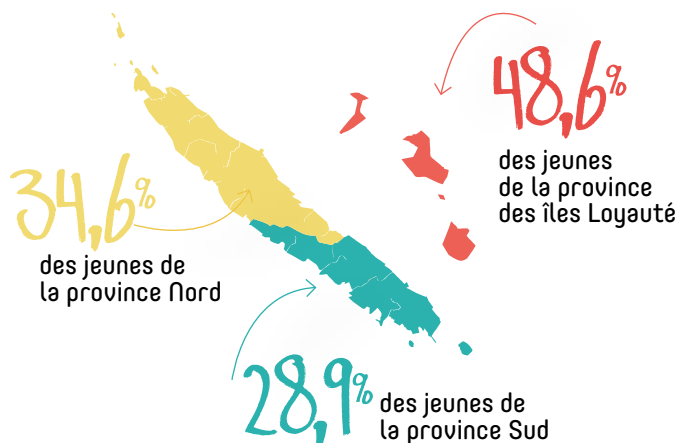 48,6%
des jeunes
de la province
des îles Loyauté
34,6%
des jeunes de
la province Nord
28,9%
des jeunes de
la province Sud